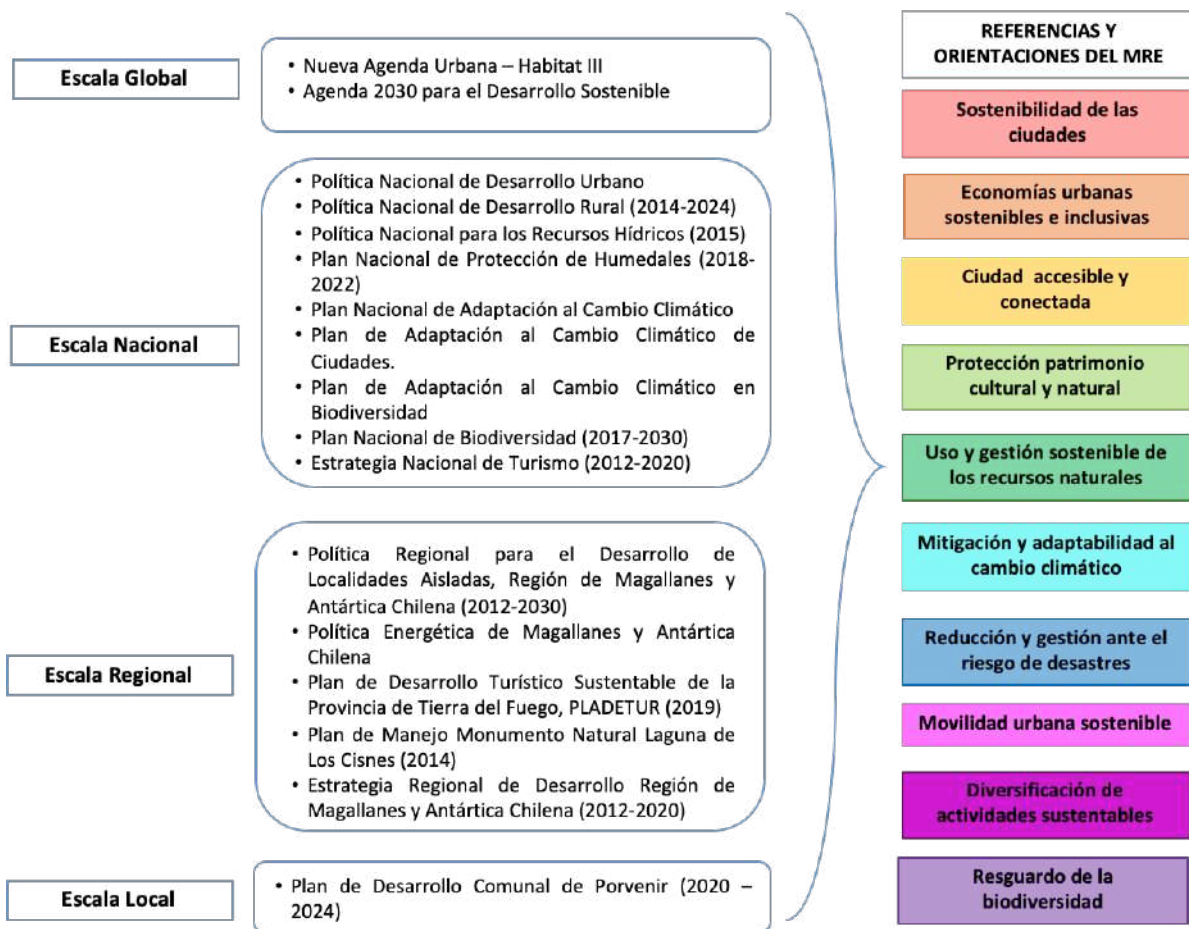 Escala Global
• Nueva Agenda Urbana – Habitat III
• Agenda 2030 para el Desarrollo Sostenible
Escala Nacional
• Política Nacional de Desarrollo Urbano
• Política Nacional de Desarrollo Rural (2014-2024)
• Política Nacional para los Recursos Hídricos (2015)
• Plan Nacional de Protección de Humedales (2018-
2022)
• Plan Nacional de Adaptación al Cambio Climático
• Plan de Adaptación al Cambio Climático de
Ciudades.
• Plan de Adaptación al Cambio Climático en
Biodiversidad
• Plan Nacional de Biodiversidad (2017-2030)
• Estrategia Nacional de Turismo (2012-2020)
Escala Regional
• Política Regional para el Desarrollo de
Localidades Aisladas, Región de Magallanes y
Antártica Chilena (2012-2030)
• Política Energética de Magallanes y Antártica
Chilena
• Plan de Desarrollo Turístico Sustentable de la
Provincia de Tierra del Fuego, PLADETUR (2019)
• Plan de Manejo Monumento Natural Laguna de
Los Cisnes (2014)
• Estrategia Regional de Desarrollo Región de
Magallanes y Antártica Chilena (2012-2020)
Escala Local
• Plan de Desarrollo Comunal de Porvenir (2020 –
2024)
REFERENCIAS Y
ORIENTACIONES DEL MRE
Sostenibilidad de las
ciudades
Economías urbanas
sostenibles e inclusivas
Ciudad accesible y
conectada
Protección patrimonio
cultural y natural
Uso y gestión sostenible de
los recursos naturales
Mitigación y adaptabilidad al
cambio climático
Reducción y gestión ante el
riesgo de desastres
Movilidad urbana sostenible
Diversificación de
actividades sustentables
Resguardo de la
biodiversidad